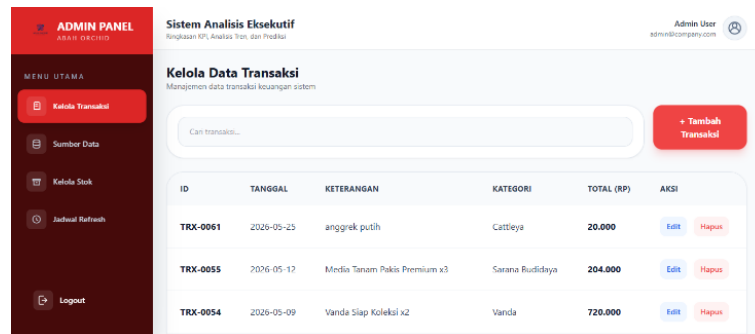 ADMIN PANEL
ABAH ORCHID
MENU UTAMA
Kelola Transaksi
Sumber Data
Kelola Stok
Jadwal Refresh
Logout
Sistem Analisis Eksekutif
Ringkasan KPI, Analisis Tren, dan Prediksi
Admin User
admin@company.com
Kelola Data Transaksi
Manajemen data transaksi keuangan sistem
Cari transaksi...
+ Tambah
Transaksi
ID TANGGAL KETERANGAN KATEGORI TOTAL (RP) AKSI
TRX-0061 2026-05-25 anggrek putih Cattleya 20.000 Edit Hapus
TRX-0055 2026-05-12 Media Tanam Pakis Premium x3 Sarana Budidaya 204.000 Edit Hapus
TRX-0054 2026-05-09 Vanda Siap Koleksi x2 Vanda 720.000 Edit Hapus